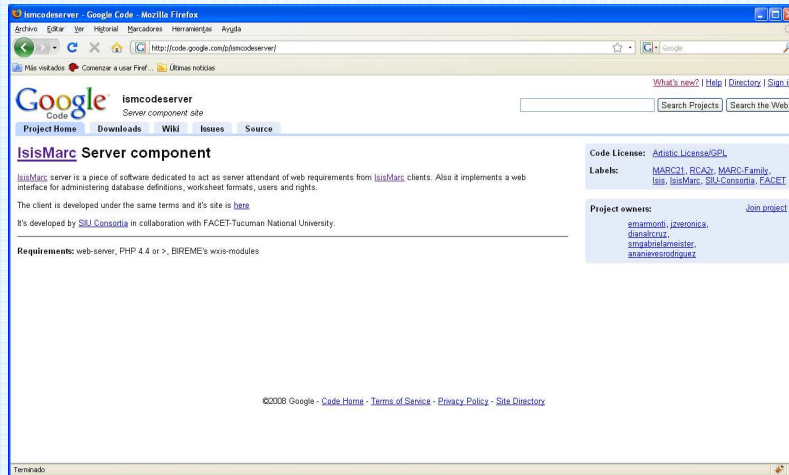 ismcodeserver - Google Code - Mozilla Firefox
Archivo Editar Ver Historial Marcadores Herramientas Ayuda
http://code.google.com/p/ismcodeserver/
Google
Más visitados Comenzar a usar Firef... Últimas noticias
What's new? | Help | Directory | Sign
Google Code
ismcodeserver
Server component site
Search Projects Search the Web
Project Home Downloads Wiki Issues Source
IsisMarc Server component
IsisMarc server is a piece of software dedicated to act as server attendant of web requirements from IsisMarc clients. Also it implements a web
interface for administering database definitions, worksheet formats, users and rights.
The client is developed under the same terms and it's site is here
It's developed by SIU Consortia in collaboration with FACET-Tucuman National University.
Requirements: web-server, PHP 4.4 or >, BIREME's wxis-modules
Code License: Artistic License/GPL
Labels: MARC21, RCA2r, MARC-Family,
Isis, IsisMarc, SIU-Consortia, FACET
Project owners: Join project
emarmonti, jzveronica,
dianalrcruz,
smgabrielameister,
ananievesrodriguez
©2008 Google - Code Home - Terms of Service - Privacy Policy - Site Directory
Terminado